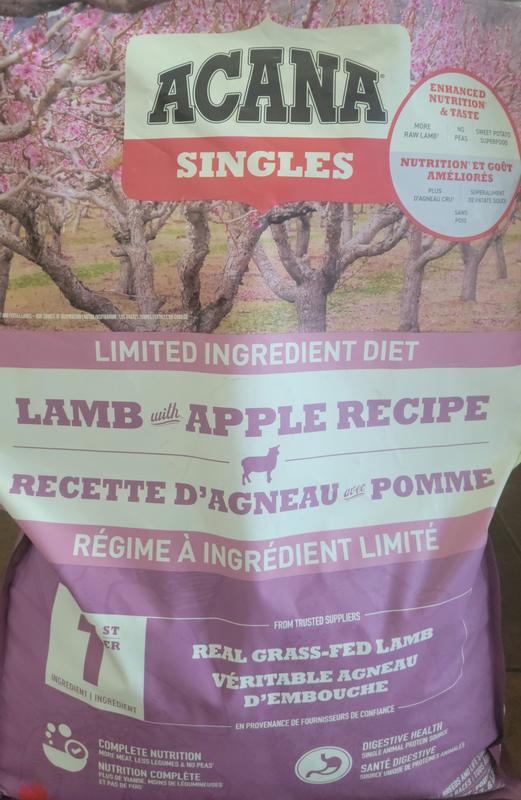 ACANA
SINGLES
ENHANCED
NUTRITION
& TASTE
MORE
RAW LAMB
NO
PEAS
SWEET POTATO
SUPERFOOD
NUTRITION ET GOÛT
AMÉLIORÉS
PLUS
D'AGNEAU CRU
SUPERALIMENT
DE PATATE DOUCE
SANS
POIS
LIMITED INGREDIENT DIET
LAMB with APPLE RECIPE
RECETTE D'AGNEAU avec POMME
RÉGIME À INGRÉDIENT LIMITÉ
1 ST
ER
INGREDIENT | INGRÉDIENT
FROM TRUSTED SUPPLIERS
REAL GRASS-FED LAMB
VÉRITABLE AGNEAU
D'EMBOUCHE
EN PROVENANCE DE FOURNISSEURS DE CONFIANCE
COMPLETE NUTRITION
MORE MEAT, LESS LEGUMES & NO PEAS
NUTRITION COMPLÈTE
PLUS DE VIANDE, MOINS DE LÉGUMINEUSES
ET PAS DE POIS
DIGESTIVE HEALTH
SINGLE ANIMAL PROTEIN SOURCE
SANTÉ DIGESTIVE
SOURCE UNIQUE DE PROTÉINES ANIMALES